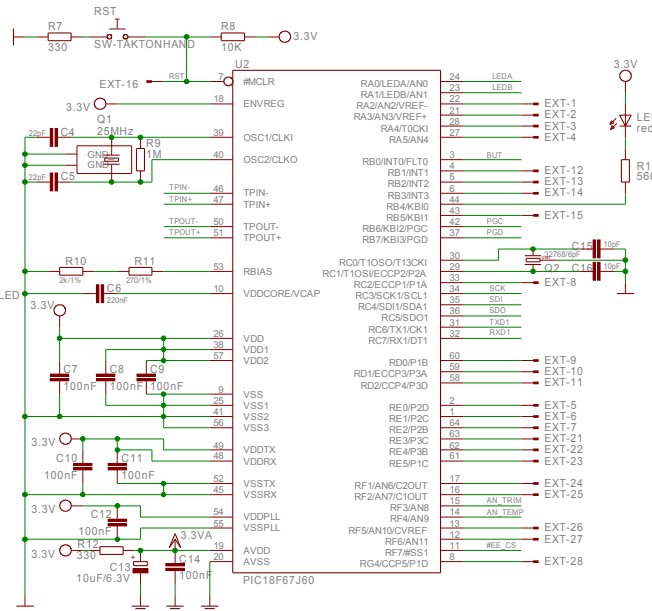 RST
R7
330
SW-TAKTONHAND
R8
10K
3.3V
EXT-16
RST
U2
7 #MCLR
3.3V
18 ENVREG
Q1
25MHz
22pF C4
R9
1M
39 OSC1/CLKI
GND
GND
40 OSC2/CLKO
22pF C5
TPIN- 46 TPIN-
TPIN+ 47 TPIN+
TPOUT- 50 TPOUT-
TPOUT+ 51 TPOUT+
R10
2k/1%
R11
270/1%
53 RBIAS
LED
C6
220nF
10 VDDCORE/VCAP
3.3V
26 VDD
38 VDD1
57 VDD2
C7
100nF
C8
100nF
C9
100nF
9 VSS
25 VSS1
41 VSS2
56 VSS3
3.3V
49 VDDTX
48 VDDRX
C10
100nF
C11
100nF
52 VSSTX
45 VSSRX
3.3V
54 VDDPLL
C12
100nF
55 VSSPLL
3.3V
R12
330
3.3VA
19 AVDD
20 AVSS
C13
10uF/6.3V
C14
100nF
PIC18F67J60
RA0/LEDA/AN0 24 LEDA
RA1/LEDB/AN1 23 LEDB
RA2/AN2/VREF- 22 EXT-1
RA3/AN3/VREF+ 21 EXT-2
RA4/T0CKI 28 EXT-3
RA5/AN4 27 EXT-4
RB0/INT0/FLT0 3 BUT
RB1/INT1 4 EXT-12
RB2/INT2 5 EXT-13
RB3/INT3 6 EXT-14
RB4/KBI0 44
RB5/KBI1 43 EXT-15
RB6/KBI2/PGC 42 PGC
RB7/KBI3/PGD 37 PGD
RC0/T1OSO/T13CKI 30
RC1/T1OSI/ECCP2/P2A 29
RC2/ECCP1/P1A 33 EXT-8
RC3/SCK1/SCL1 34 SCK
RC4/SDI1/SDA1 35 SDI
RC5/SDO1 36 SDO
RC6/TX1/CK1 31 TXD1
RC7/RX1/DT1 32 RXD1
RD0/P1B 60 EXT-9
RD1/ECCP3/P3A 59 EXT-10
RD2/CCP4/P3D 58 EXT-11
RE0/P2D 2 EXT-5
RE1/P2C 1 EXT-6
RE2/P2B 64 EXT-7
RE3/P3C 63 EXT-21
RE4/P3B 62 EXT-22
RE5/P1C 61 EXT-23
RF1/AN6/C2OUT 17 EXT-24
RF2/AN7/C1OUT 16 EXT-25
RF3/AN8 15 AN_TRIM
RF4/AN9 14 AN_TEMP
RF5/AN10/CVREF 13 EXT-26
RF6/AN11 12 EXT-27
RF7/#SS1 11 #EE_CS
RG4/CCP5/P1D 8 EXT-28
3.3V
LE
red
R1
560
C15
10pF
32768/6pF
Q2
C16
10pF